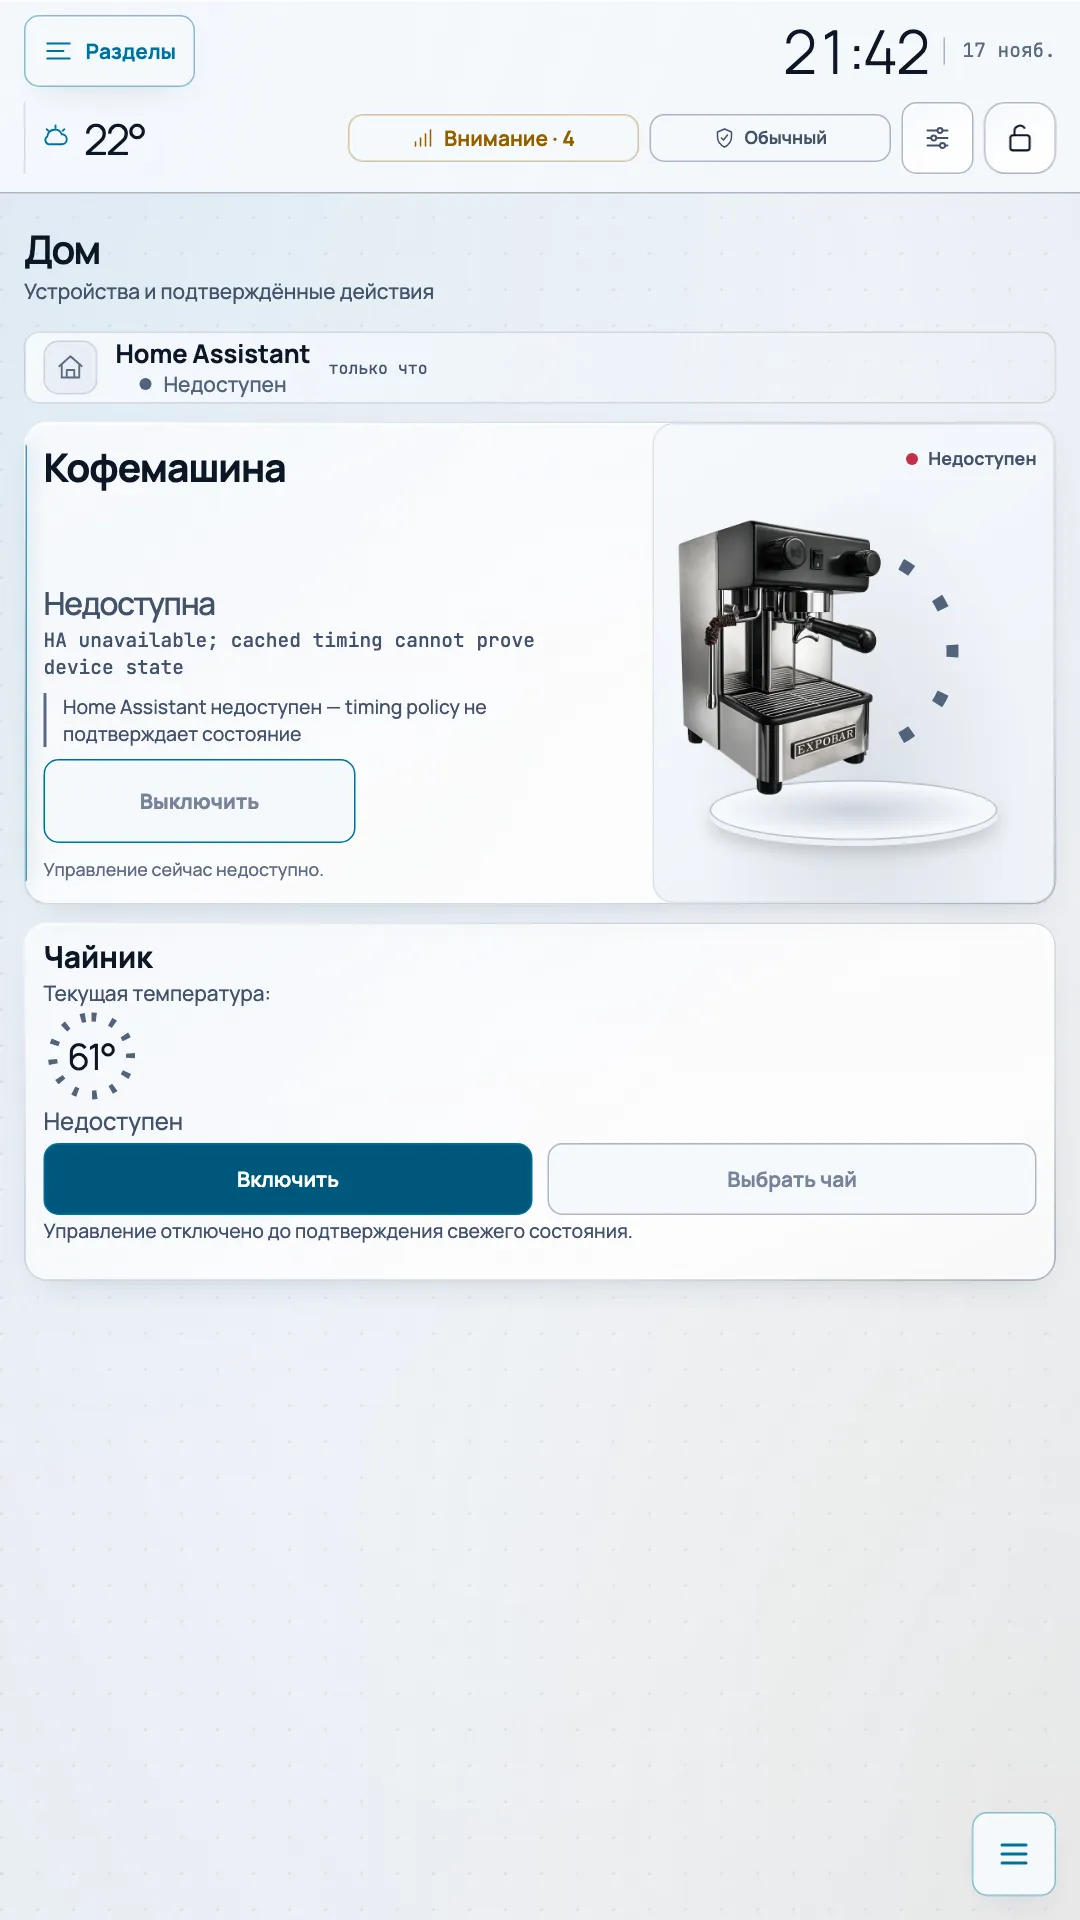 Разделы
21:42
17 нояб.
22°
Внимание · 4
Обычный
Дом
Устройства и подтверждённые действия
Home Assistant
Недоступен
только что
Кофемашина
Недоступен
Недоступна
HA unavailable; cached timing cannot prove
device state
Home Assistant недоступен — timing policy не
подтверждает состояние
EXPOBAR
Выключить
Управление сейчас недоступно.
Чайник
Текущая температура:
61°
Недоступен
Включить
Выбрать чай
Управление отключено до подтверждения свежего состояния.